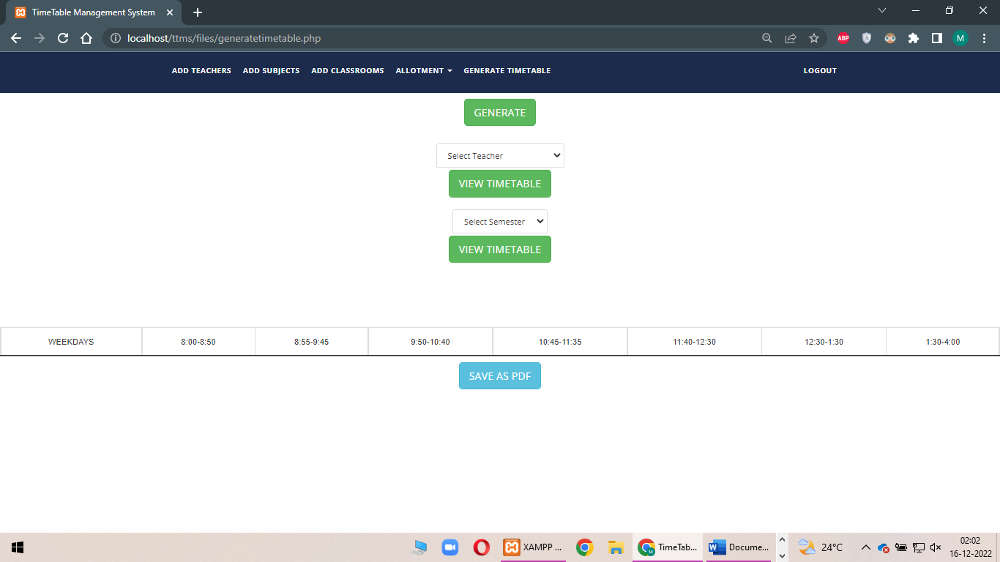 TimeTable Management System
localhost/ttms/files/generatetimetable.php
ABP
M
ADD TEACHERS ADD SUBJECTS ADD CLASSROOMS ALLOTMENT GENERATE TIMETABLE LOGOUT
GENERATE
Select Teacher
VIEW TIMETABLE
Select Semester
VIEW TIMETABLE
WEEKDAYS 8:00-8:50 8:55-9:45 9:50-10:40 10:45-11:35 11:40-12:30 12:30-1:30 1:30-4:00
SAVE AS PDF
XAMPP ... TimeTab... Docume... 24°C 02:02
16-12-2022